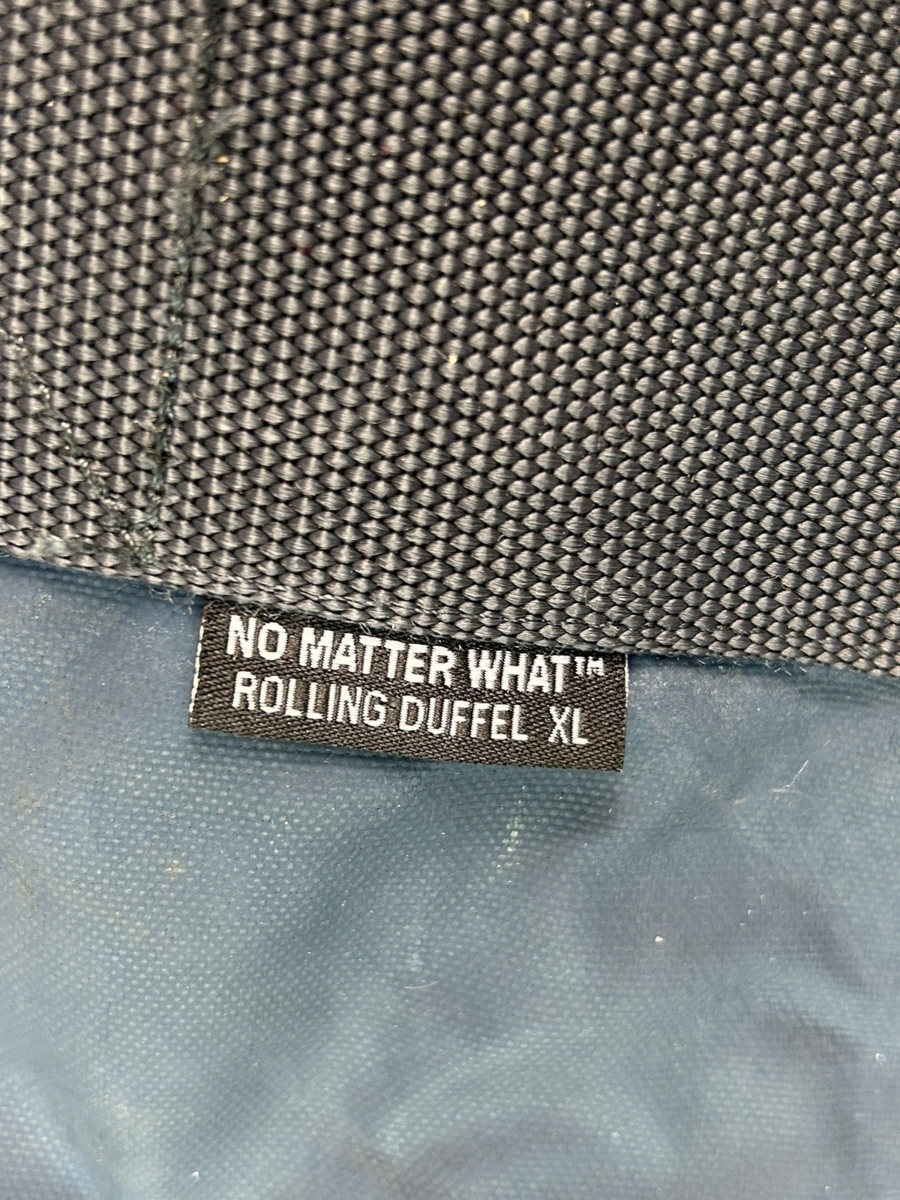 NO MATTER WHAT™
ROLLING DUFFEL XL